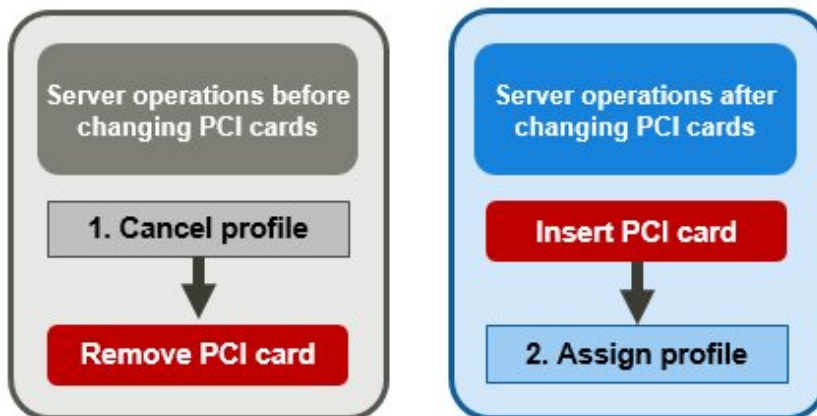 Server operations before
changing PCI cards
1. Cancel profile
Remove PCI card
Server operations after
changing PCI cards
Insert PCI card
2. Assign profile